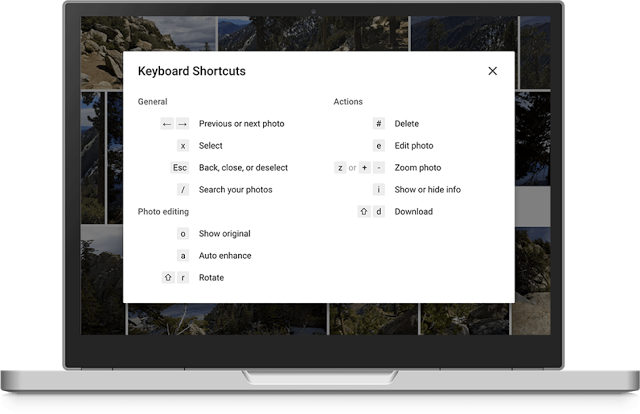 Keyboard Shortcuts
General
← → Previous or next photo
x Select
Esc Back, close, or deselect
/ Search your photos
Photo editing
o Show original
a Auto enhance
⇧ r Rotate
Actions
# Delete
e Edit photo
z or + - Zoom photo
i Show or hide info
⇧ d Download